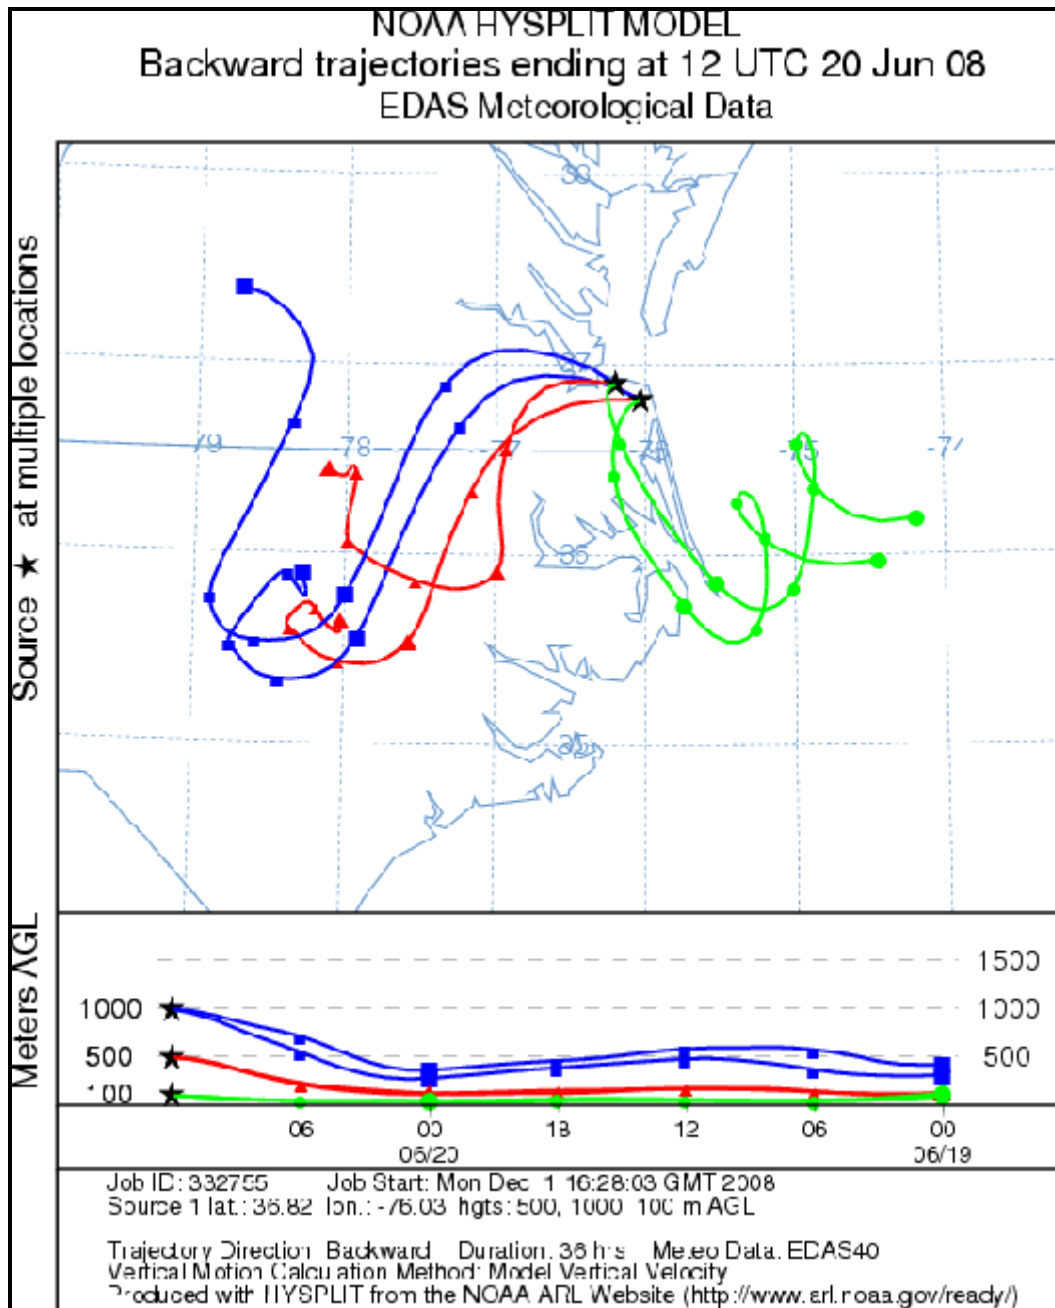 NOAA HYSPLIT MODEL
Backward trajectories ending at 12 UTC 20 Jun 08
EDAS Meteorological Data
Source ★ at multiple locations
-78
-77
-76
-75
-74
37
36
35
Meters AGL
1500
1000 1000
500 500
100
06 00 18 12 06 00
06/20 06/19
Job ID: 332755 Job Start: Mon Dec 1 16:28:03 GMT 2008
Source 1 lat.: 36.82 lon.: -76.03 hgts: 500, 1000 100 m AGL
Trajectory Direction Backward Duration: 36 hrs Meteo Data: EDAS40
Vertical Motion Calculation Method: Model Vertical Velocity
Produced with HYSPLIT from the NOAA ARL Website (http://www.arl.noaa.gov/ready/)